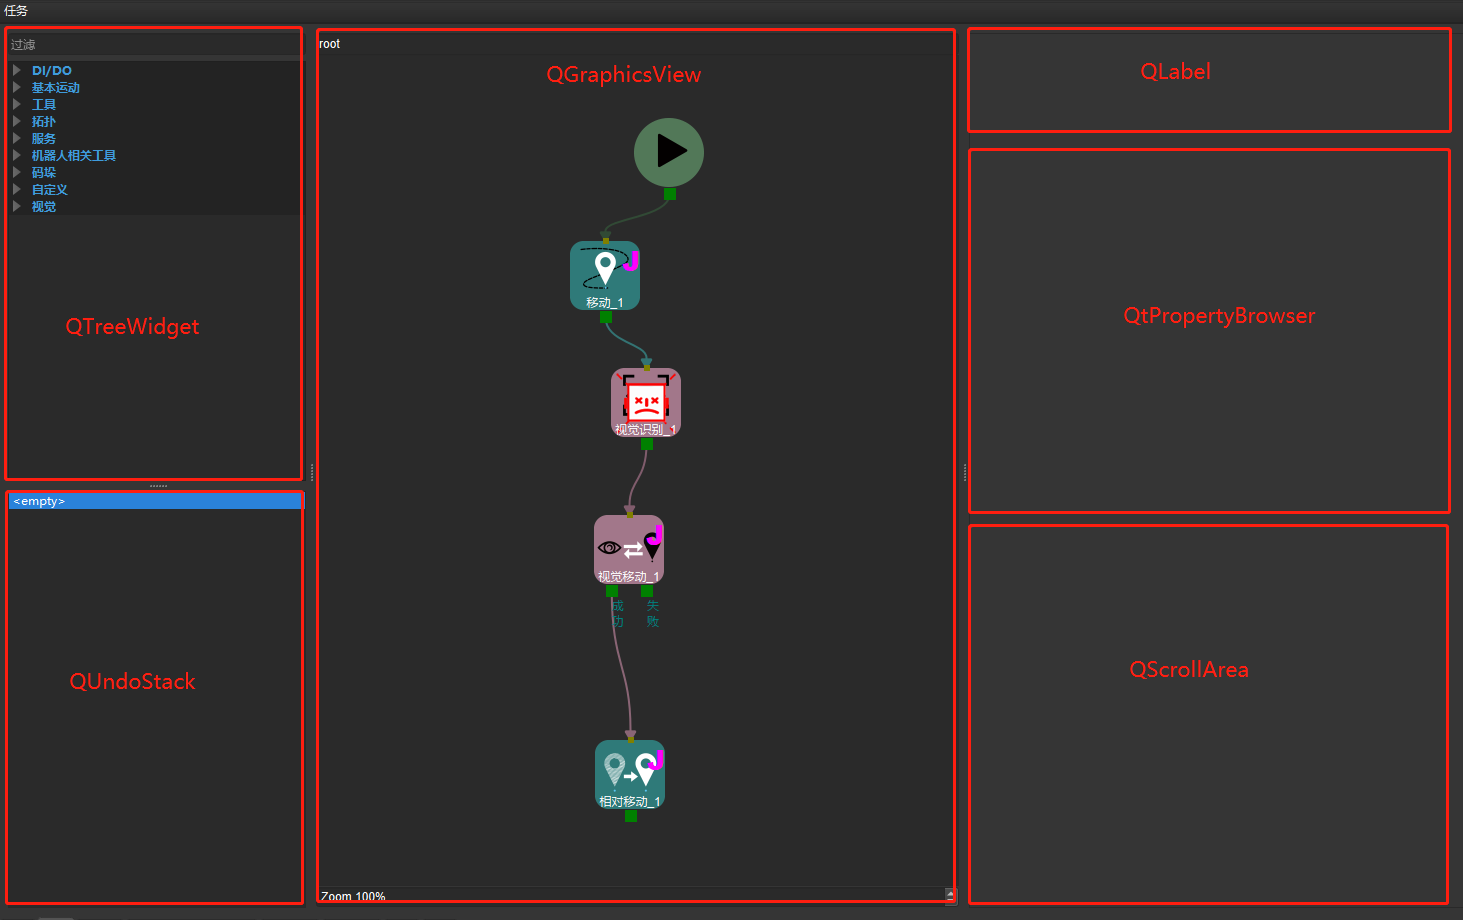 任务
过滤
DI/DO
基本运动
工具
拓扑
服务
机器人相关工具
码垛
自定义
视觉
QTreeWidget
<empty>
QUndoStack
root
QGraphicsView
J
移动_1
视觉识别_1
J
视觉移动_1
成功
失败
J
相对移动_1
Zoom 100%
QLabel
QtPropertyBrowser
QScrollArea